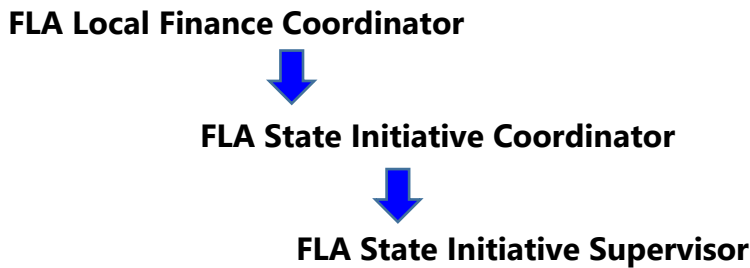 FLA Local Finance Coordinator
FLA State Initiative Coordinator
FLA State Initiative Supervisor